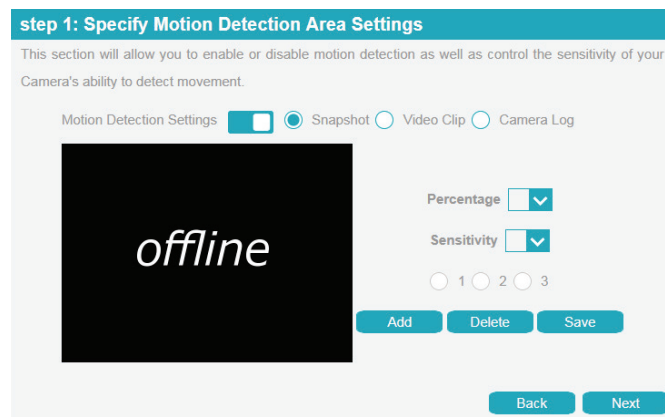 step 1: Specify Motion Detection Area Settings
This section will allow you to enable or disable motion detection as well as control the sensitivity of your
Camera's ability to detect movement.
Motion Detection Settings Snapshot Video Clip Camera Log
offline
Percentage
Sensitivity
1 2 3
Add Delete Save
Back Next